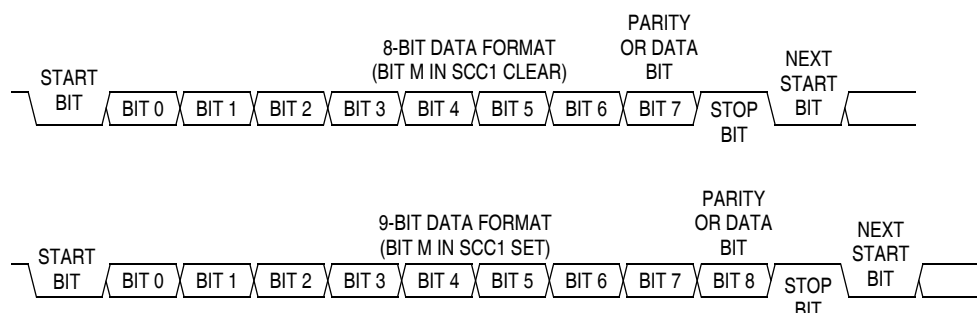 PARITY
OR DATA
BIT
8-BIT DATA FORMAT
(BIT M IN SCC1 CLEAR)
NEXT
START
BIT
START
BIT
BIT 0 BIT 1 BIT 2 BIT 3 BIT 4 BIT 5 BIT 6 BIT 7
STOP
BIT
PARITY
OR DATA
BIT
9-BIT DATA FORMAT
(BIT M IN SCC1 SET)
NEXT
START
BIT
START
BIT
BIT 0 BIT 1 BIT 2 BIT 3 BIT 4 BIT 5 BIT 6 BIT 7 BIT 8
STOP
BIT